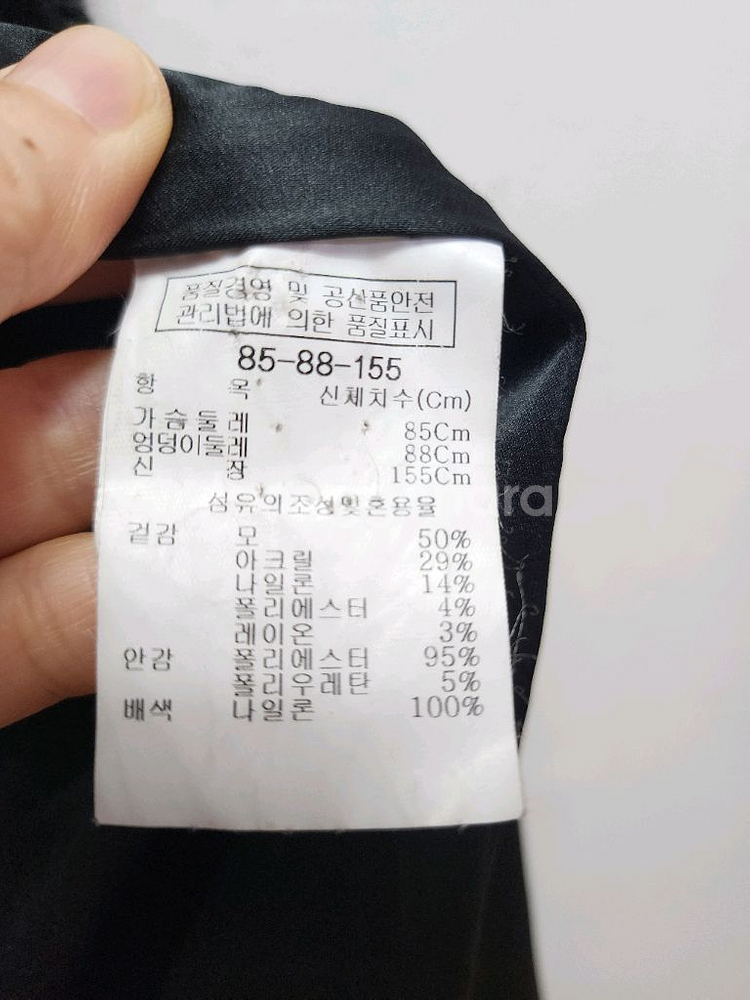 품질경영 및 공산품안전
관리법에 의한 품질표시
85-88-155
항 목 신체치수(Cm)
가슴둘레 85Cm
엉덩이둘레 88Cm
신장 155Cm
섬유의조성및혼용율
겉감 모 50%
아크릴 29%
나일론 14%
폴리에스터 4%
레이온 3%
안감 폴리에스터 95%
폴리우레탄 5%
배색 나일론 100%